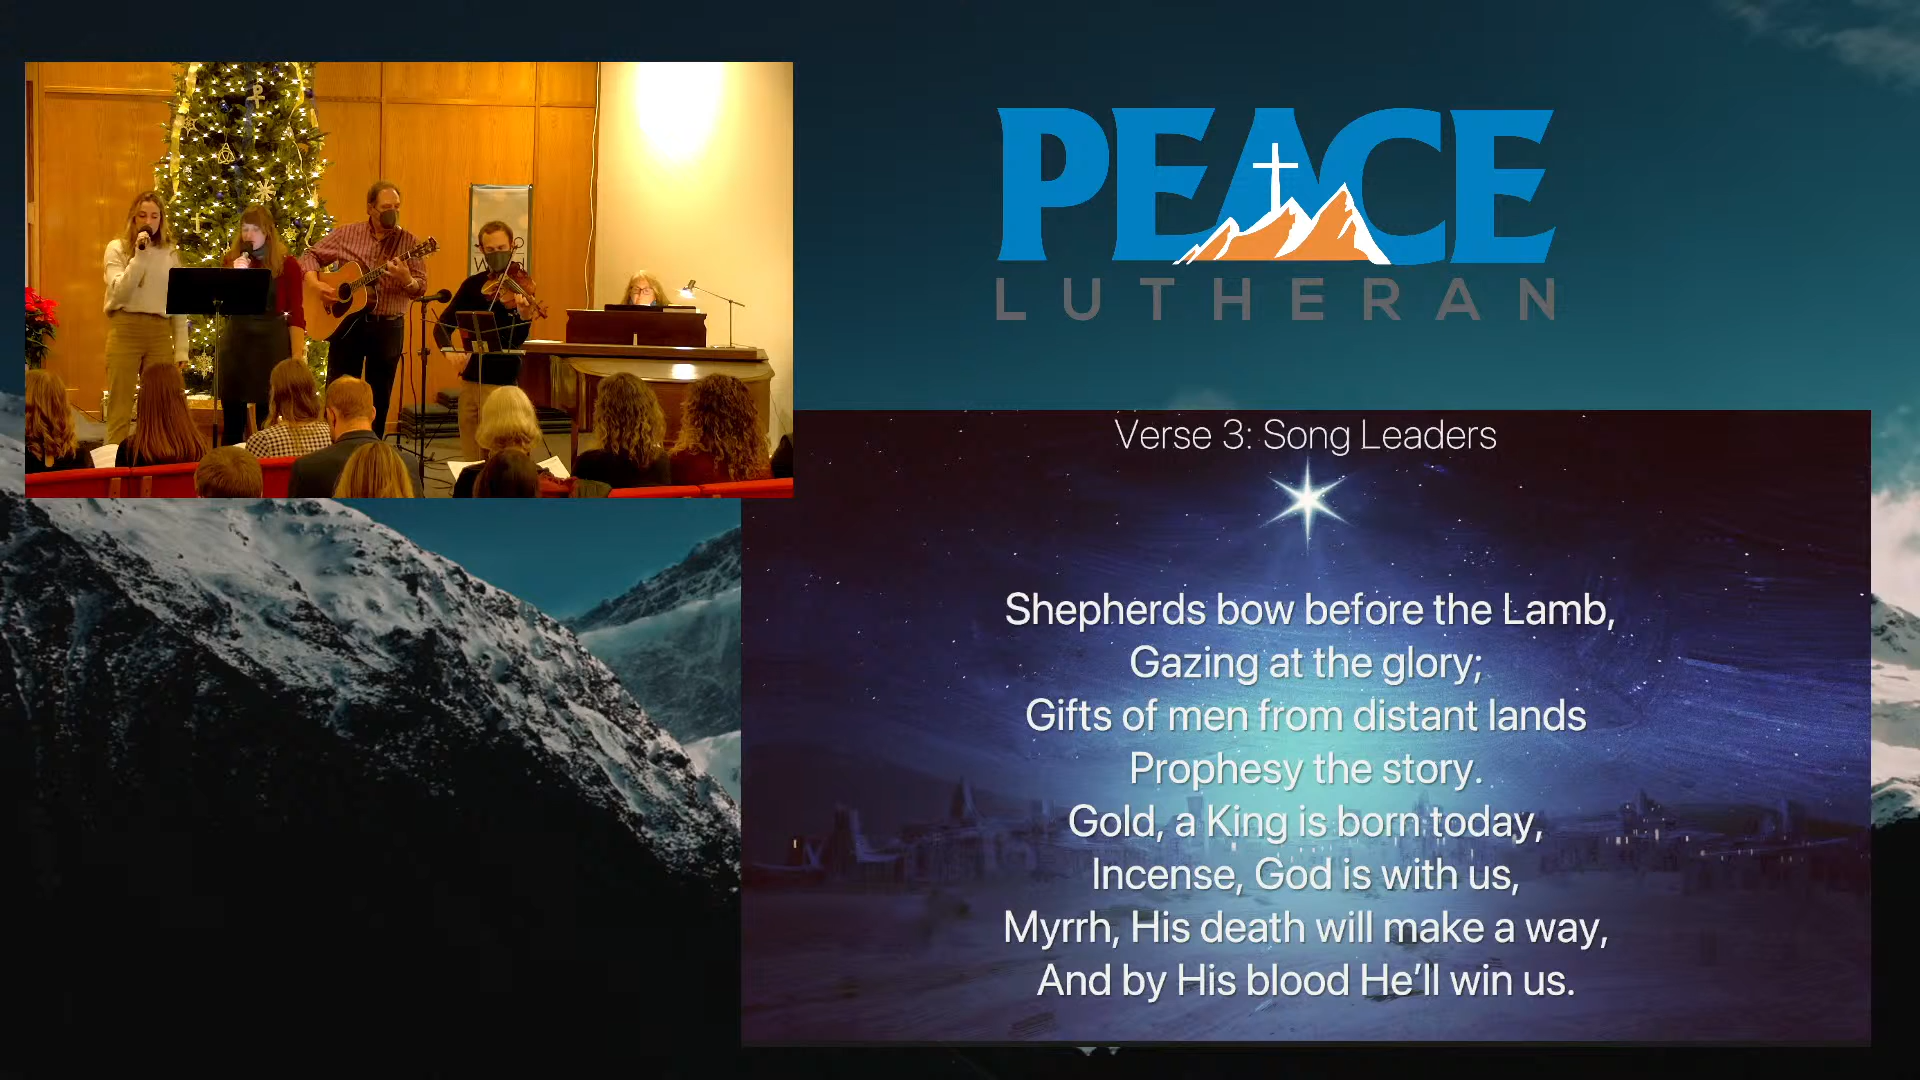 PEACE
LUTHERAN
Verse 3: Song Leaders
Shepherds bow before the Lamb,
Gazing at the glory;
Gifts of men from distant lands
Prophesy the story.
Gold, a King is born today,
Incense, God is with us,
Myrrh, His death will make a way,
And by His blood He’ll win us.